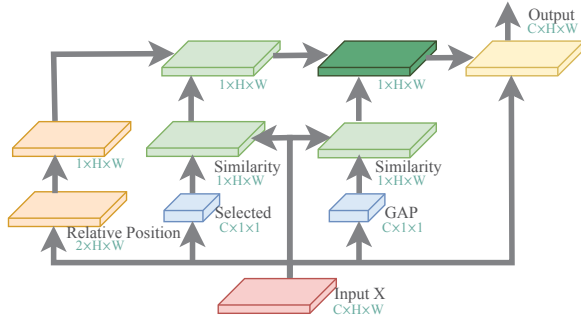 Output
C×H×W
1×H×W
1×H×W
1×H×W
Similarity
1×H×W
Similarity
1×H×W
Relative Position
2×H×W
Selected
C×1×1
GAP
C×1×1
Input X
C×H×W